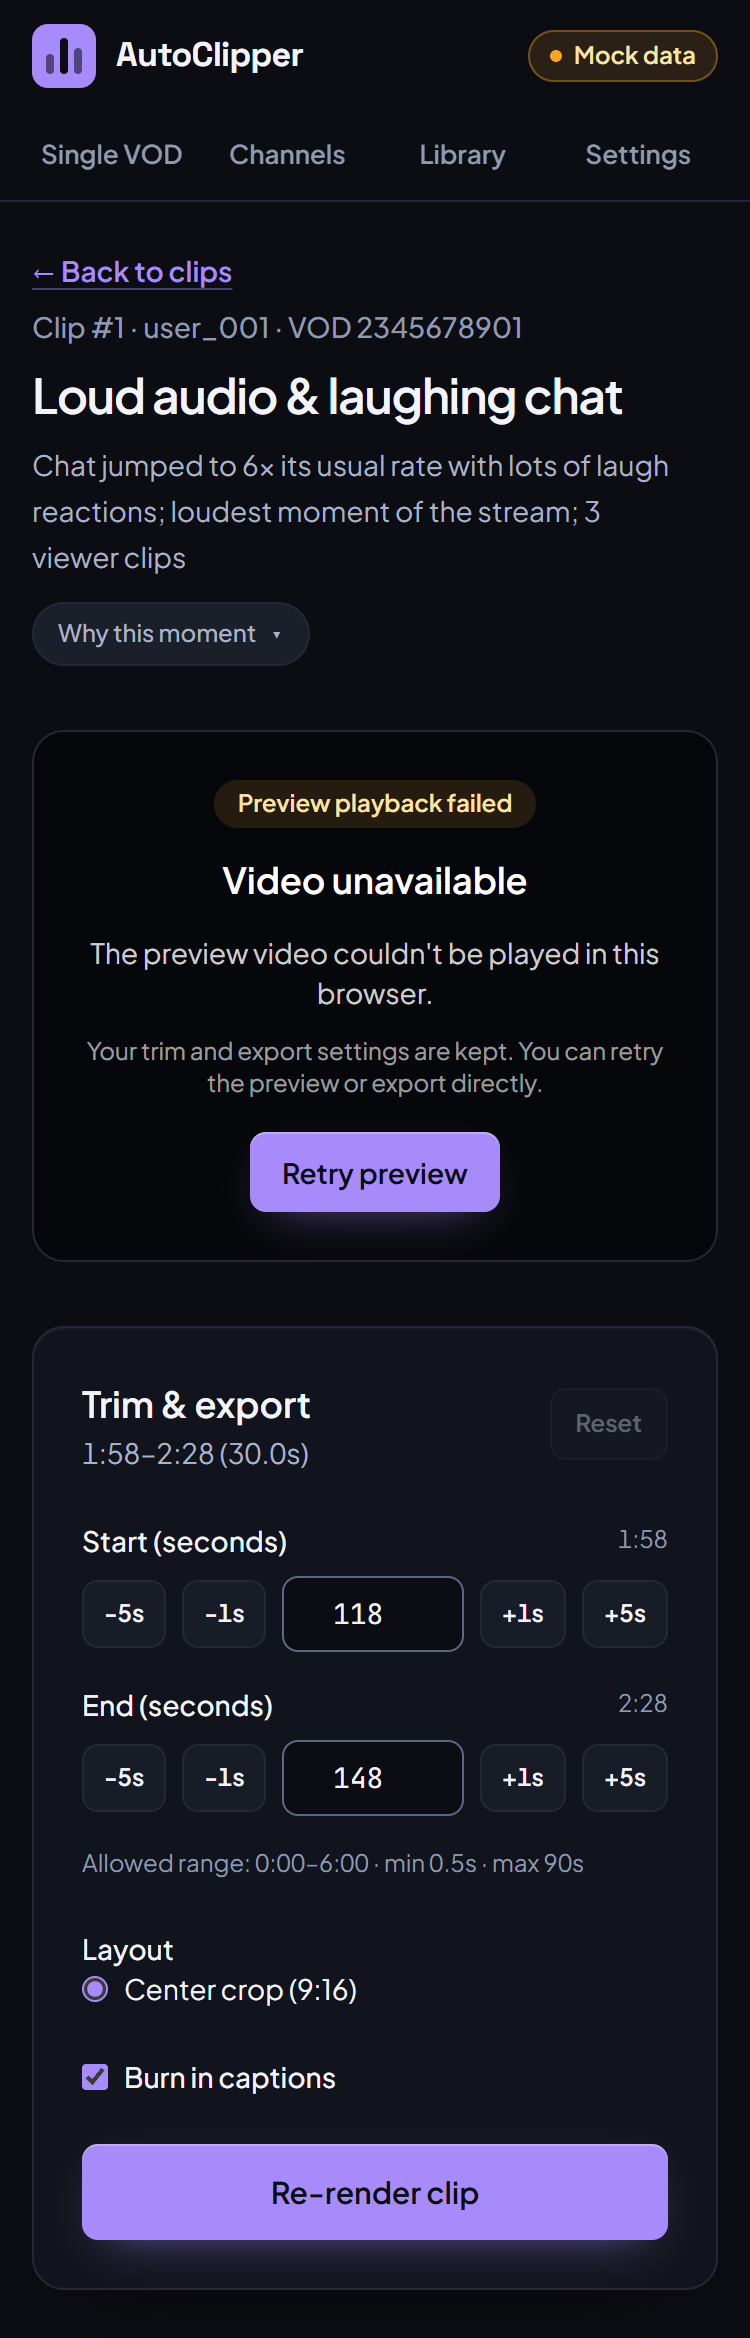 AutoClipper
Mock data
Single VOD Channels Library Settings
← Back to clips
Clip #1 · user_001 · VOD 2345678901
Loud audio & laughing chat
Chat jumped to 6× its usual rate with lots of laugh
reactions; loudest moment of the stream; 3
viewer clips
Why this moment ▾
Preview playback failed
Video unavailable
The preview video couldn't be played in this
browser.
Your trim and export settings are kept. You can retry
the preview or export directly.
Retry preview
Trim & export
Reset
1:58–2:28 (30.0s)
Start (seconds) 1:58
-5s -1s 118 +1s +5s
End (seconds) 2:28
-5s -1s 148 +1s +5s
Allowed range: 0:00–6:00 · min 0.5s · max 90s
Layout
Center crop (9:16)
Burn in captions
Re-render clip